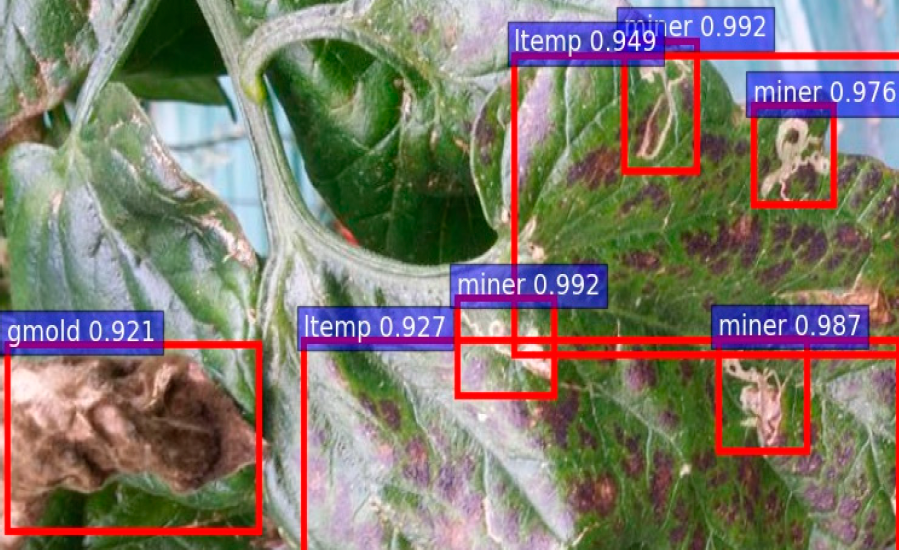 miner 0.992
ltemp 0.949
miner 0.976
miner 0.992
gmold 0.921
ltemp 0.927
miner 0.987